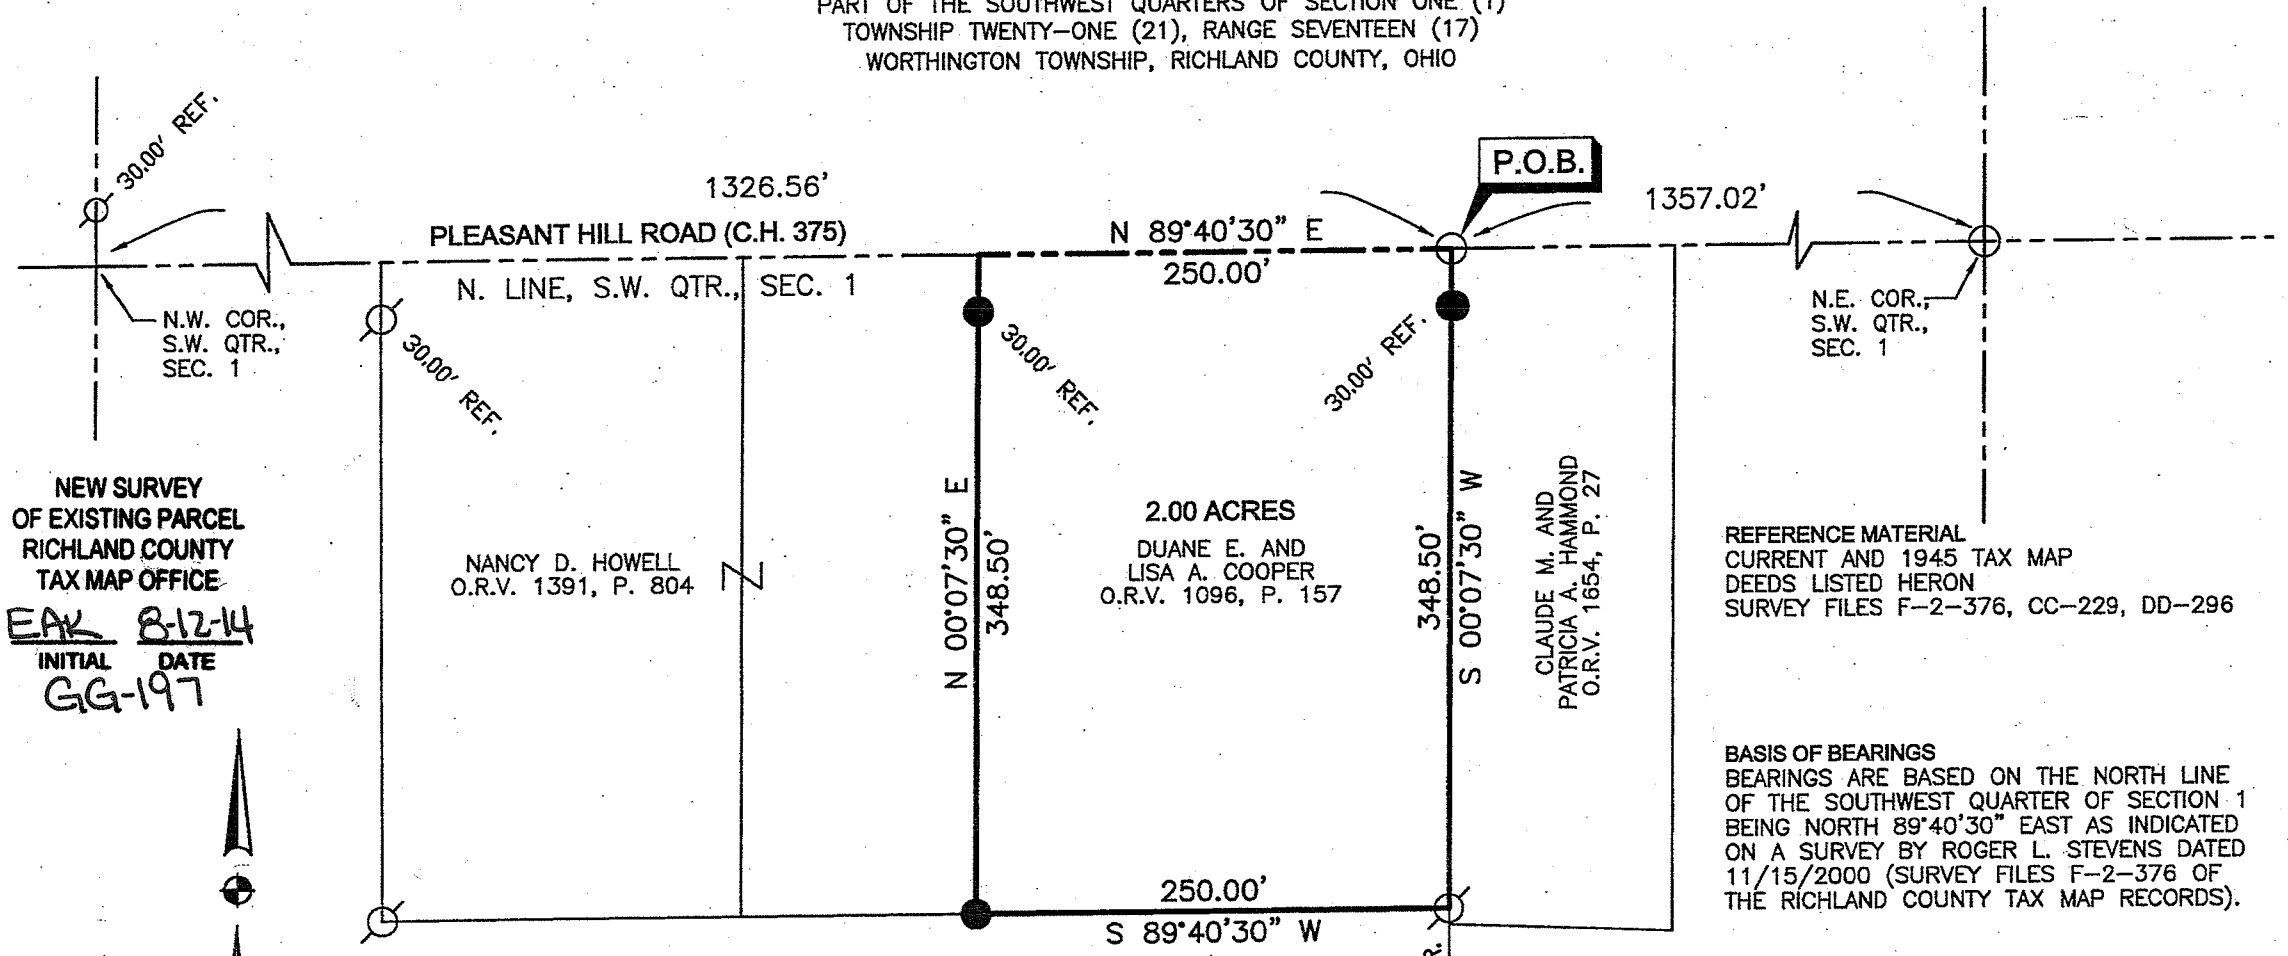 PART OF THE SOUTHWEST QUARTERS OF SECTION ONE (1)
TOWNSHIP TWENTY-ONE (21), RANGE SEVENTEEN (17)
WORTHINGTON TOWNSHIP, RICHLAND COUNTY, OHIO
30.00' REF.
1326.56'
P.O.B.
1357.02'
PLEASANT HILL ROAD (C.H. 375)
N 89°40'30" E
250.00'
N. LINE, S.W. QTR., SEC. 1
N.W. COR.,
S.W. QTR.,
SEC. 1
N.E. COR.,
S.W. QTR.,
SEC. 1
30.00' REF.
30.00' REF.
30.00' REF.
NEW SURVEY
OF EXISTING PARCEL
RICHLAND COUNTY
TAX MAP OFFICE
EAK 8-12-14
INITIAL DATE
GG-197
NANCY D. HOWELL
O.R.V. 1391, P. 804
N 00°07'30" E
348.50'
2.00 ACRES
DUANE E. AND
LISA A. COOPER
O.R.V. 1096, P. 157
348.50'
S 00°07'30" W
CLAUDE M. AND
PATRICIA A. HAMMOND
O.R.V. 1654, P. 27
REFERENCE MATERIAL
CURRENT AND 1945 TAX MAP
DEEDS LISTED HERON
SURVEY FILES F-2-376, CC-229, DD-296
BASIS OF BEARINGS
BEARINGS ARE BASED ON THE NORTH LINE
OF THE SOUTHWEST QUARTER OF SECTION 1
BEING NORTH 89°40'30" EAST AS INDICATED
ON A SURVEY BY ROGER L. STEVENS DATED
11/15/2000 (SURVEY FILES F-2-376 OF
THE RICHLAND COUNTY TAX MAP RECORDS).
250.00'
S 89°40'30" W